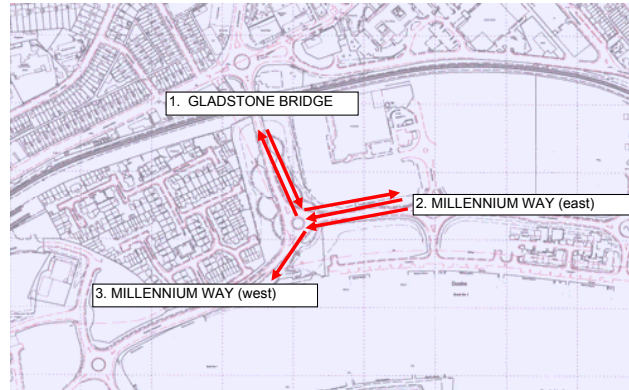 1. GLADSTONE BRIDGE
2. MILLENNIUM WAY (east)
3. MILLENNIUM WAY (west)